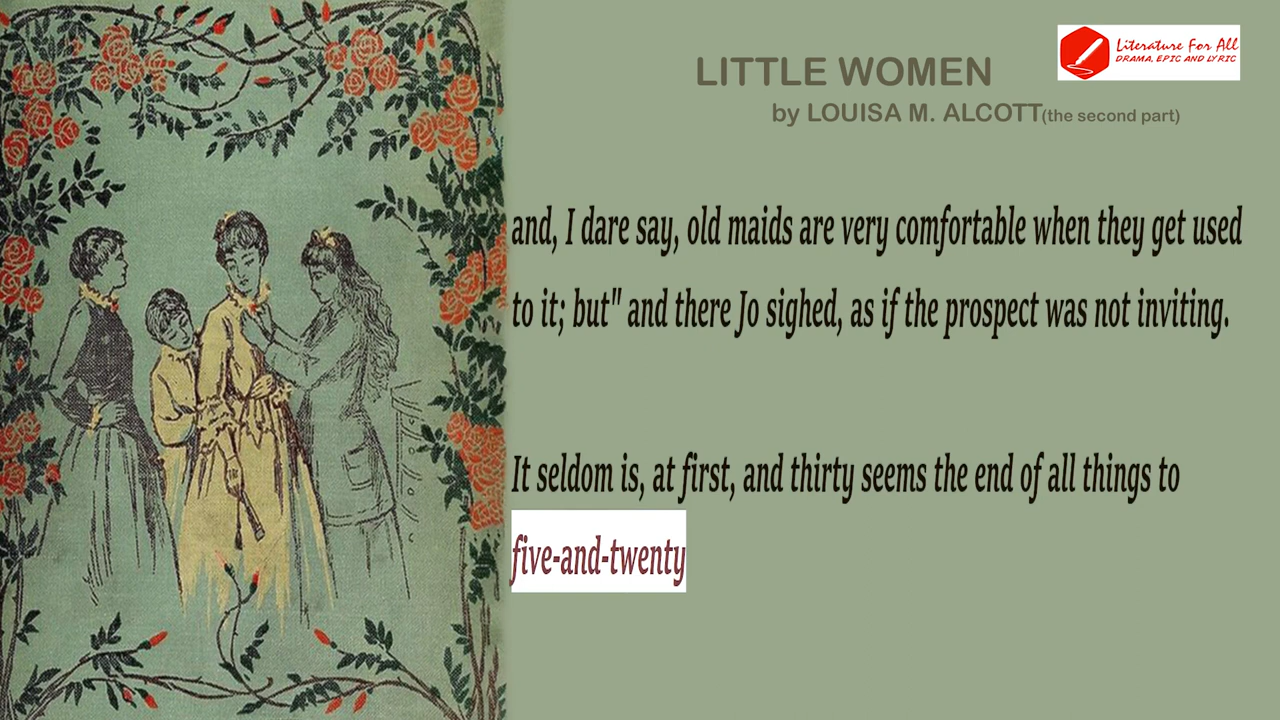 LITTLE WOMEN
by LOUISA M. ALCOTT(the second part)
Literature For All
DRAMA, EPIC AND LYRIC
and, I dare say, old maids are very comfortable when they get used
to it; but" and there Jo sighed, as if the prospect was not inviting.
It seldom is, at first, and thirty seems the end of all things to
five-and-twenty